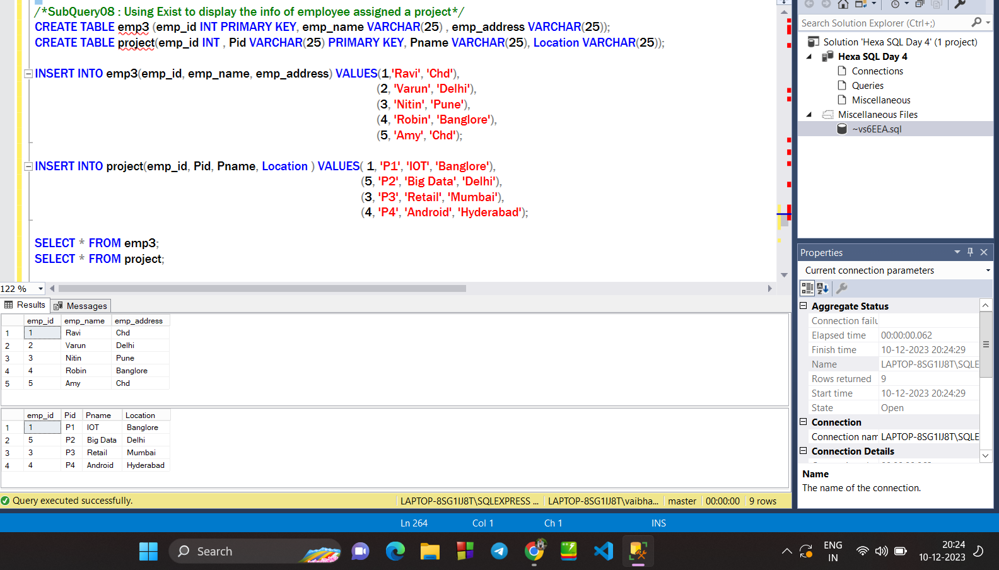 /*SubQuery08 : Using Exist to display the info of employee assigned a project*/
CREATE TABLE emp3 (emp_id INT PRIMARY KEY, emp_name VARCHAR(25) , emp_address VARCHAR(25));
CREATE TABLE project(emp_id INT , Pid VARCHAR(25) PRIMARY KEY, Pname VARCHAR(25), Location VARCHAR(25));
INSERT INTO emp3(emp_id, emp_name, emp_address) VALUES(1,'Ravi', 'Chd'),
(2, 'Varun', 'Delhi'),
(3, 'Nitin', 'Pune'),
(4, 'Robin', 'Banglore'),
(5, 'Amy', 'Chd');
INSERT INTO project(emp_id, Pid, Pname, Location ) VALUES( 1, 'P1', 'IOT', 'Banglore'),
(5, 'P2', 'Big Data', 'Delhi'),
(3, 'P3', 'Retail', 'Mumbai'),
(4, 'P4', 'Android', 'Hyderabad');
SELECT * FROM emp3;
SELECT * FROM project;
122 %
Results Messages
emp_id emp_name emp_address
1 1 Ravi Chd
2 2 Varun Delhi
3 3 Nitin Pune
4 4 Robin Banglore
5 5 Amy Chd
emp_id Pid Pname Location
1 1 P1 IOT Banglore
2 5 P2 Big Data Delhi
3 3 P3 Retail Mumbai
4 4 P4 Android Hyderabad
Query executed successfully. LAPTOP-8SG1IJ8T\SQLEXPRESS ... LAPTOP-8SG1IJ8T\vaibha... master 00:00:00 9 rows
Search Solution Explorer (Ctrl+;)
Solution 'Hexa SQL Day 4' (1 project)
Hexa SQL Day 4
Connections
Queries
Miscellaneous
Miscellaneous Files
~vs6EEA.sql
Properties
Current connection parameters
Aggregate Status
Connection failu
Elapsed time 00:00:00.062
Finish time 10-12-2023 20:24:29
Name LAPTOP-8SG1IJ8T\SQLE
Rows returned 9
Start time 10-12-2023 20:24:29
State Open
Connection
Connection nam LAPTOP-8SG1IJ8T\SQLE
Connection Details
Name
The name of the connection.
Ln 264 Col 1 Ch 1 INS
Search
ENG
IN
20:24
10-12-2023